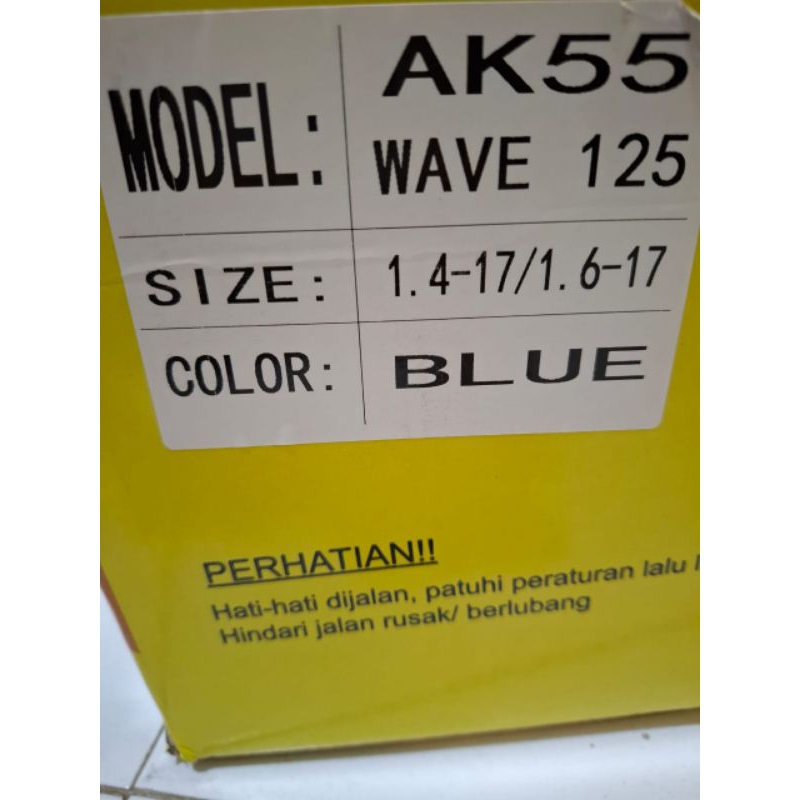 MODEL: AK55
WAVE 125
SIZE: 1.4-17/1.6-17
COLOR: BLUE
PERHATIAN!!
Hati-hati dijalan, patuhi peraturan lalu
Hindari jalan rusak/ berlubang